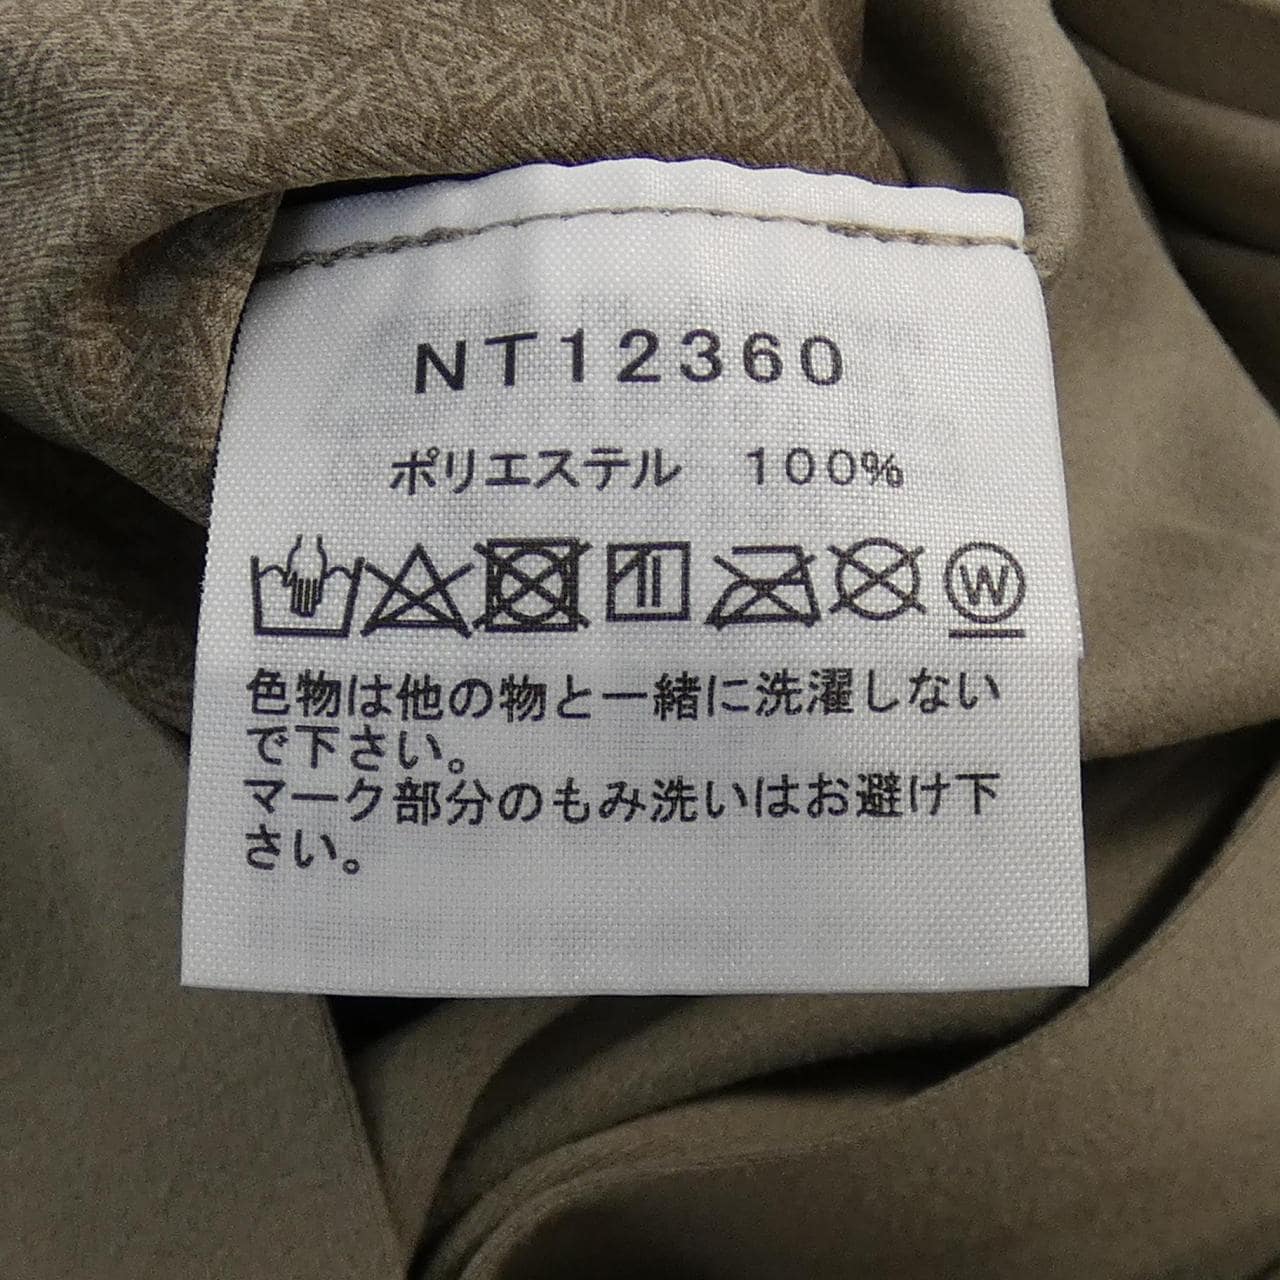 NT12360
ポリエステル　100%
W
色物は他の物と一緒に洗濯しない
で下さい。
マーク部分のもみ洗いはお避け下
さい。